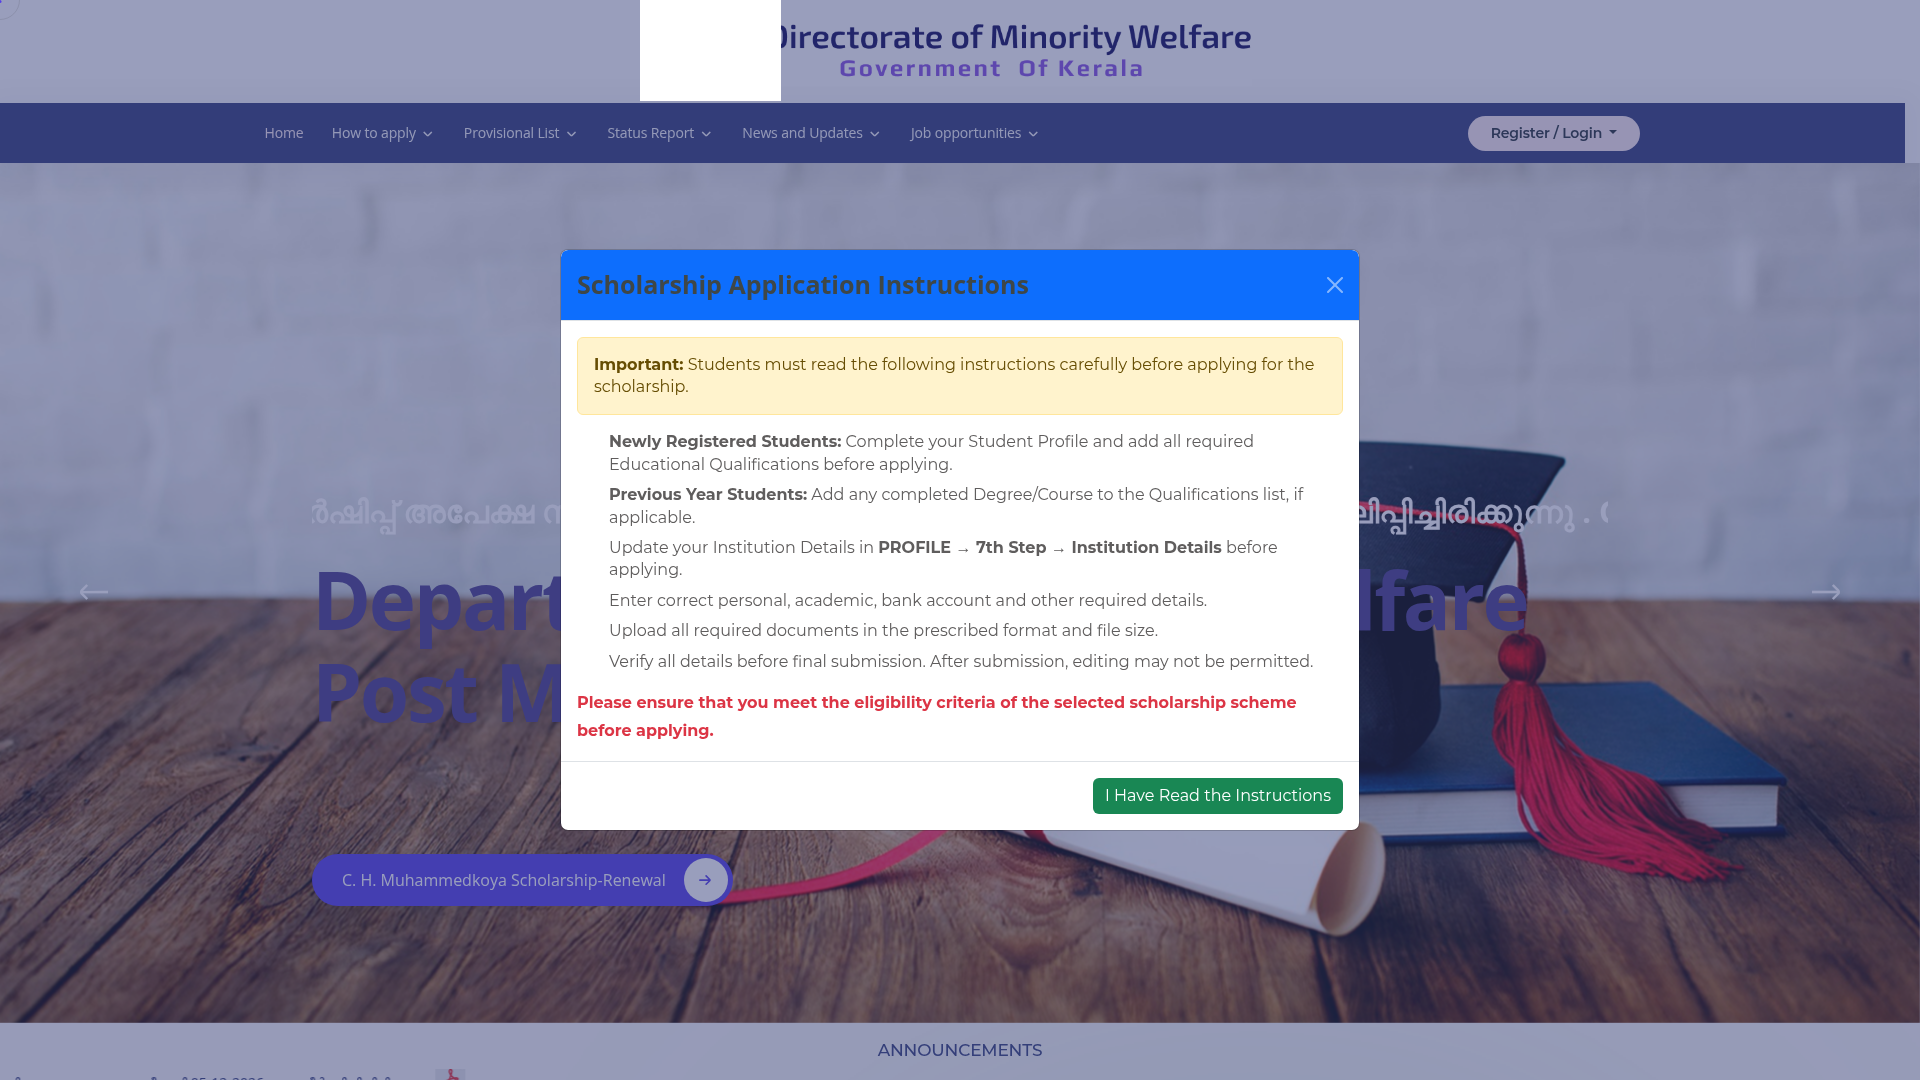 Directorate of Minority Welfare
Government Of Kerala
Home How to apply Provisional List Status Report News and Updates Job opportunities Register / Login
Scholarship Application Instructions
Important: Students must read the following instructions carefully before applying for the
scholarship.
Newly Registered Students: Complete your Student Profile and add all required
Educational Qualifications before applying.
Previous Year Students: Add any completed Degree/Course to the Qualifications list, if
applicable.
Update your Institution Details in PROFILE → 7th Step → Institution Details before
applying.
Enter correct personal, academic, bank account and other required details.
Upload all required documents in the prescribed format and file size.
Verify all details before final submission. After submission, editing may not be permitted.
Please ensure that you meet the eligibility criteria of the selected scholarship scheme
before applying.
I Have Read the Instructions
അപേക്ഷ
Post
C. H. Muhammedkoya Scholarship-Renewal
ANNOUNCEMENTS